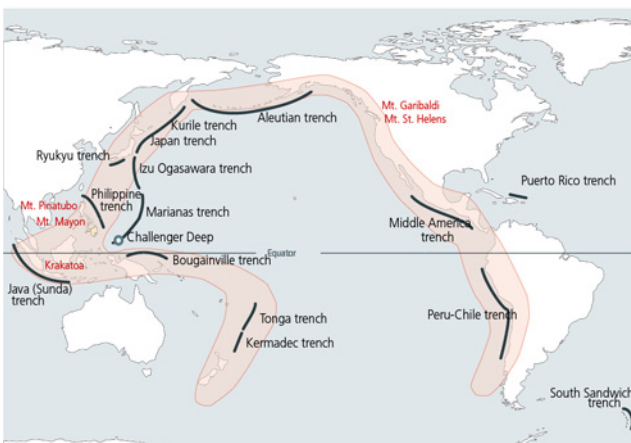 Mt. Garibaldi
Mt. St. Helens
Aleutian trench
Kurile trench
Japan trench
Ryukyu trench
Izu Ogasawara trench
Puerto Rico trench
Philippine
trench
Mt. Pinatubo
Mt. Mayon
Marianas trench
Middle America
trench
Challenger Deep
Equator
Bougainville trench
Krakatoa
Java (Sunda)
trench
Tonga trench
Peru-Chile trench
Kermadec trench
South Sandwich
trench